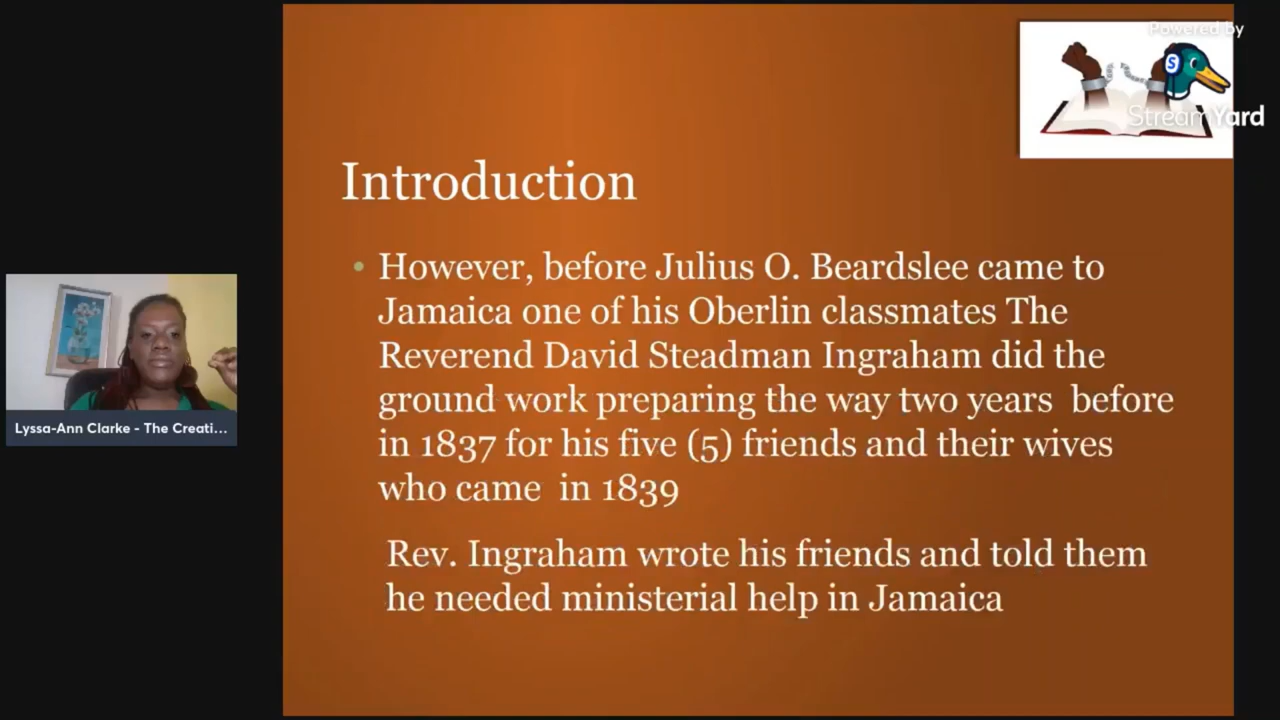 Powered by
S
StreamYard
Introduction
• However, before Julius O. Beardslee came to
Jamaica one of his Oberlin classmates The
Reverend David Steadman Ingraham did the
ground work preparing the way two years before
in 1837 for his five (5) friends and their wives
who came in 1839
Rev. Ingraham wrote his friends and told them
he needed ministerial help in Jamaica
Lyssa-Ann Clarke - The Creati...